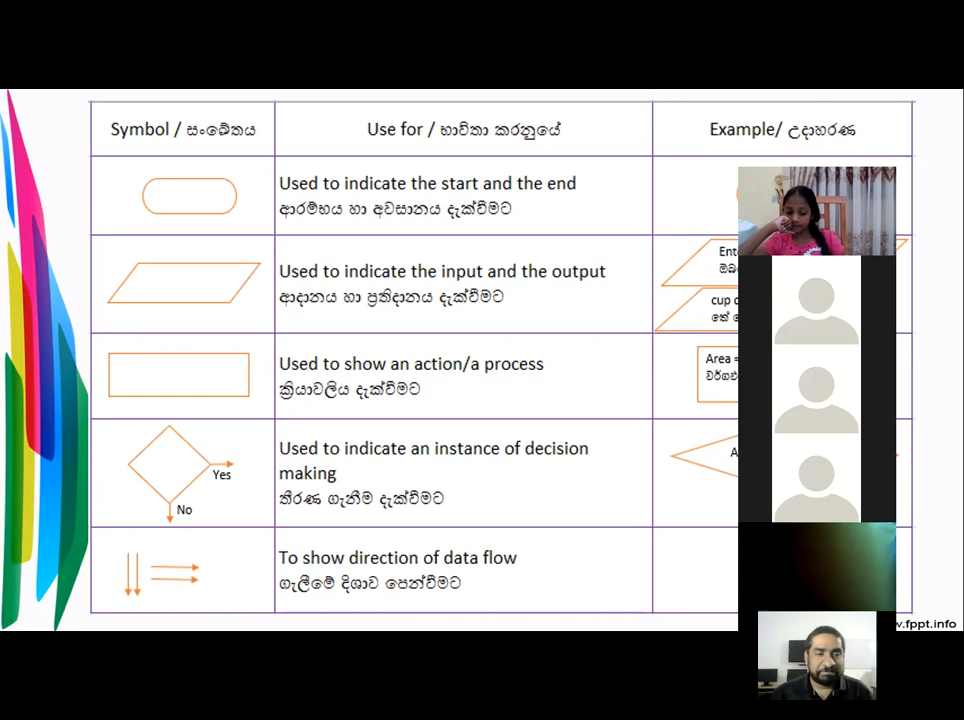 Symbol / සංඛේතය
Use for / භාවිතා කරනුයේ
Example/ උදාහරණ
Used to indicate the start and the end
ආරම්භය හා අවසානය දැක්වීමට
Used to indicate the input and the output
ආදානය හා ප්‍රතිදානය දැක්වීමට
cup
තේ
Used to show an action/a process
ක්‍රියාවලිය දැක්වීමට
Area =
Yes
No
Used to indicate an instance of decision
making
තීරණ ගැනීම දැක්වීමට
To show direction of data flow
ගැලීමේ දිශාව පෙන්වීමට
.fppt.info